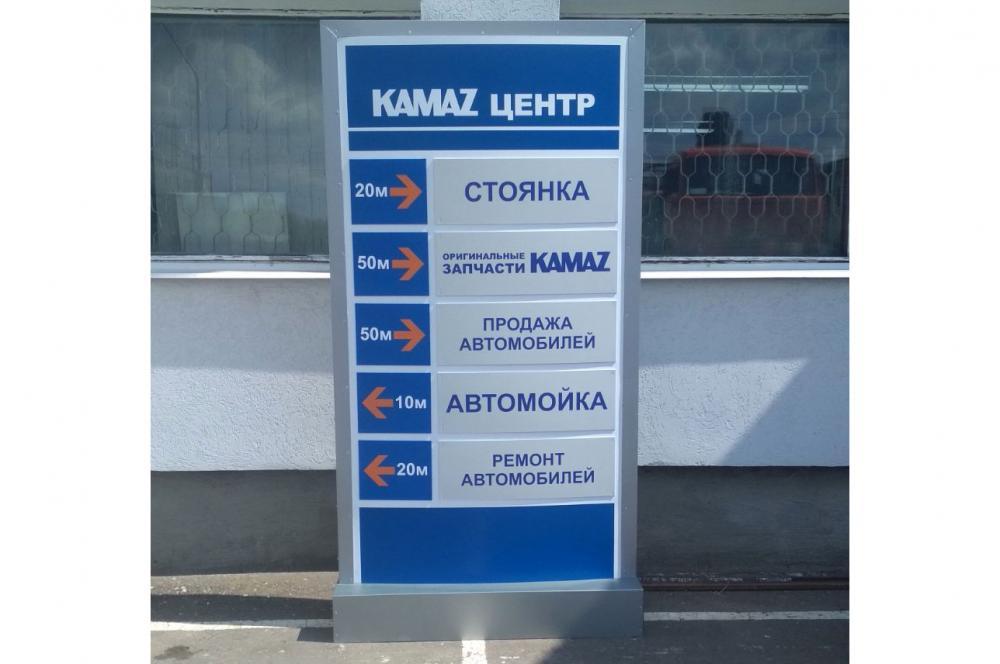 KAMAZ ЦЕНТР
20м СТОЯНКА
50м ОРИГИНАЛЬНЫЕ
ЗАПЧАСТИ KAMAZ
50м ПРОДАЖА
АВТОМОБИЛЕЙ
10м АВТОМОЙКА
20м РЕМОНТ
АВТОМОБИЛЕЙ